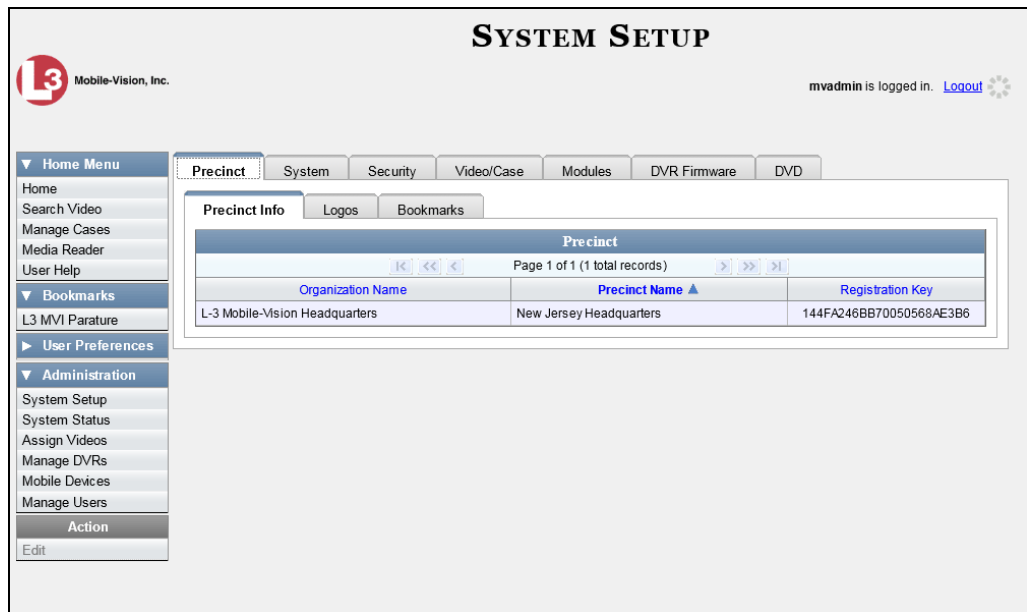 SYSTEM SETUP
L3 Mobile-Vision, Inc.
mvadmin is logged in. Logout
Home Menu
Home
Search Video
Manage Cases
Media Reader
User Help
Bookmarks
L3 MVI Parature
User Preferences
Administration
System Setup
System Status
Assign Videos
Manage DVRs
Mobile Devices
Manage Users
Action
Edit
Precinct System Security Video/Case Modules DVR Firmware DVD
Precinct Info Logos Bookmarks
Precinct
Page 1 of 1 (1 total records)
Organization Name Precinct Name Registration Key
L-3 Mobile-Vision Headquarters New Jersey Headquarters 144FA246BB70050568AE3B6